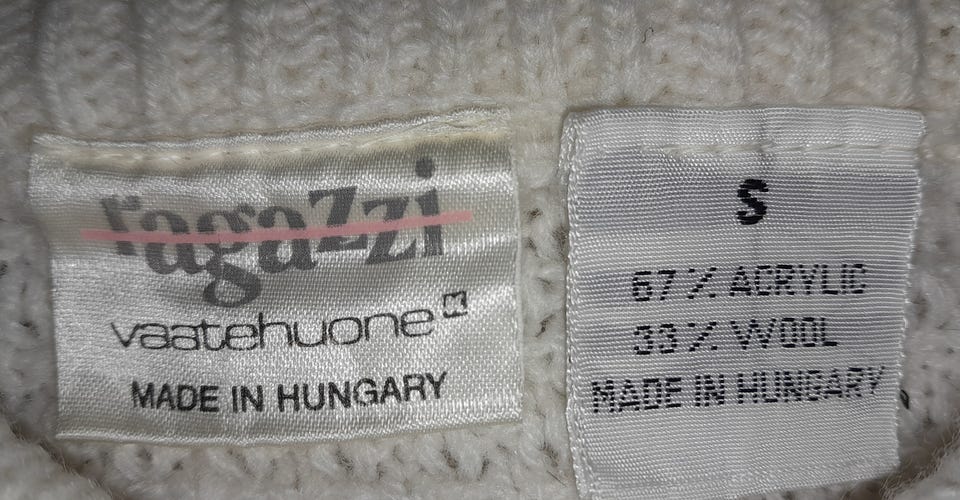 ragazzi
vaatehuone K
MADE IN HUNGARY
S
67% ACRYLIC
33% WOOL
MADE IN HUNGARY